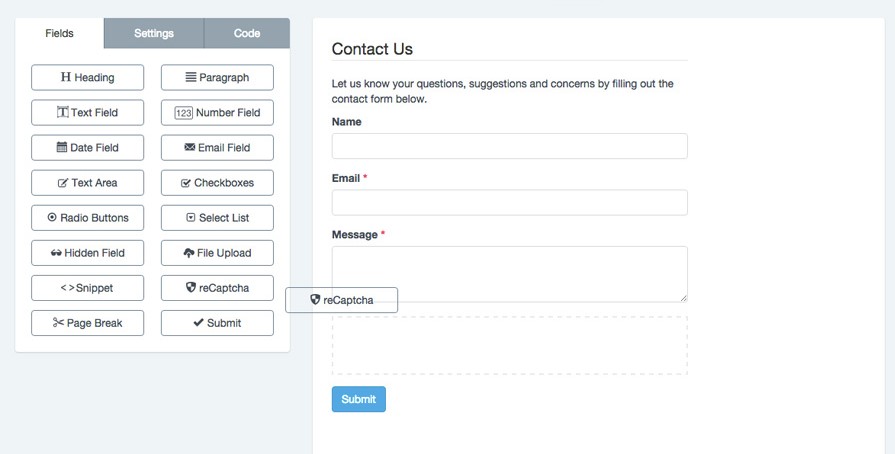 Fields Settings Code
Heading Paragraph
Text Field 123 Number Field
Date Field Email Field
Text Area Checkboxes
Radio Buttons Select List
Hidden Field File Upload
<>Snippet reCaptcha
Page Break Submit
Contact Us
Let us know your questions, suggestions and concerns by filling out the
contact form below.
Name
Email *
Message *
reCaptcha
Submit